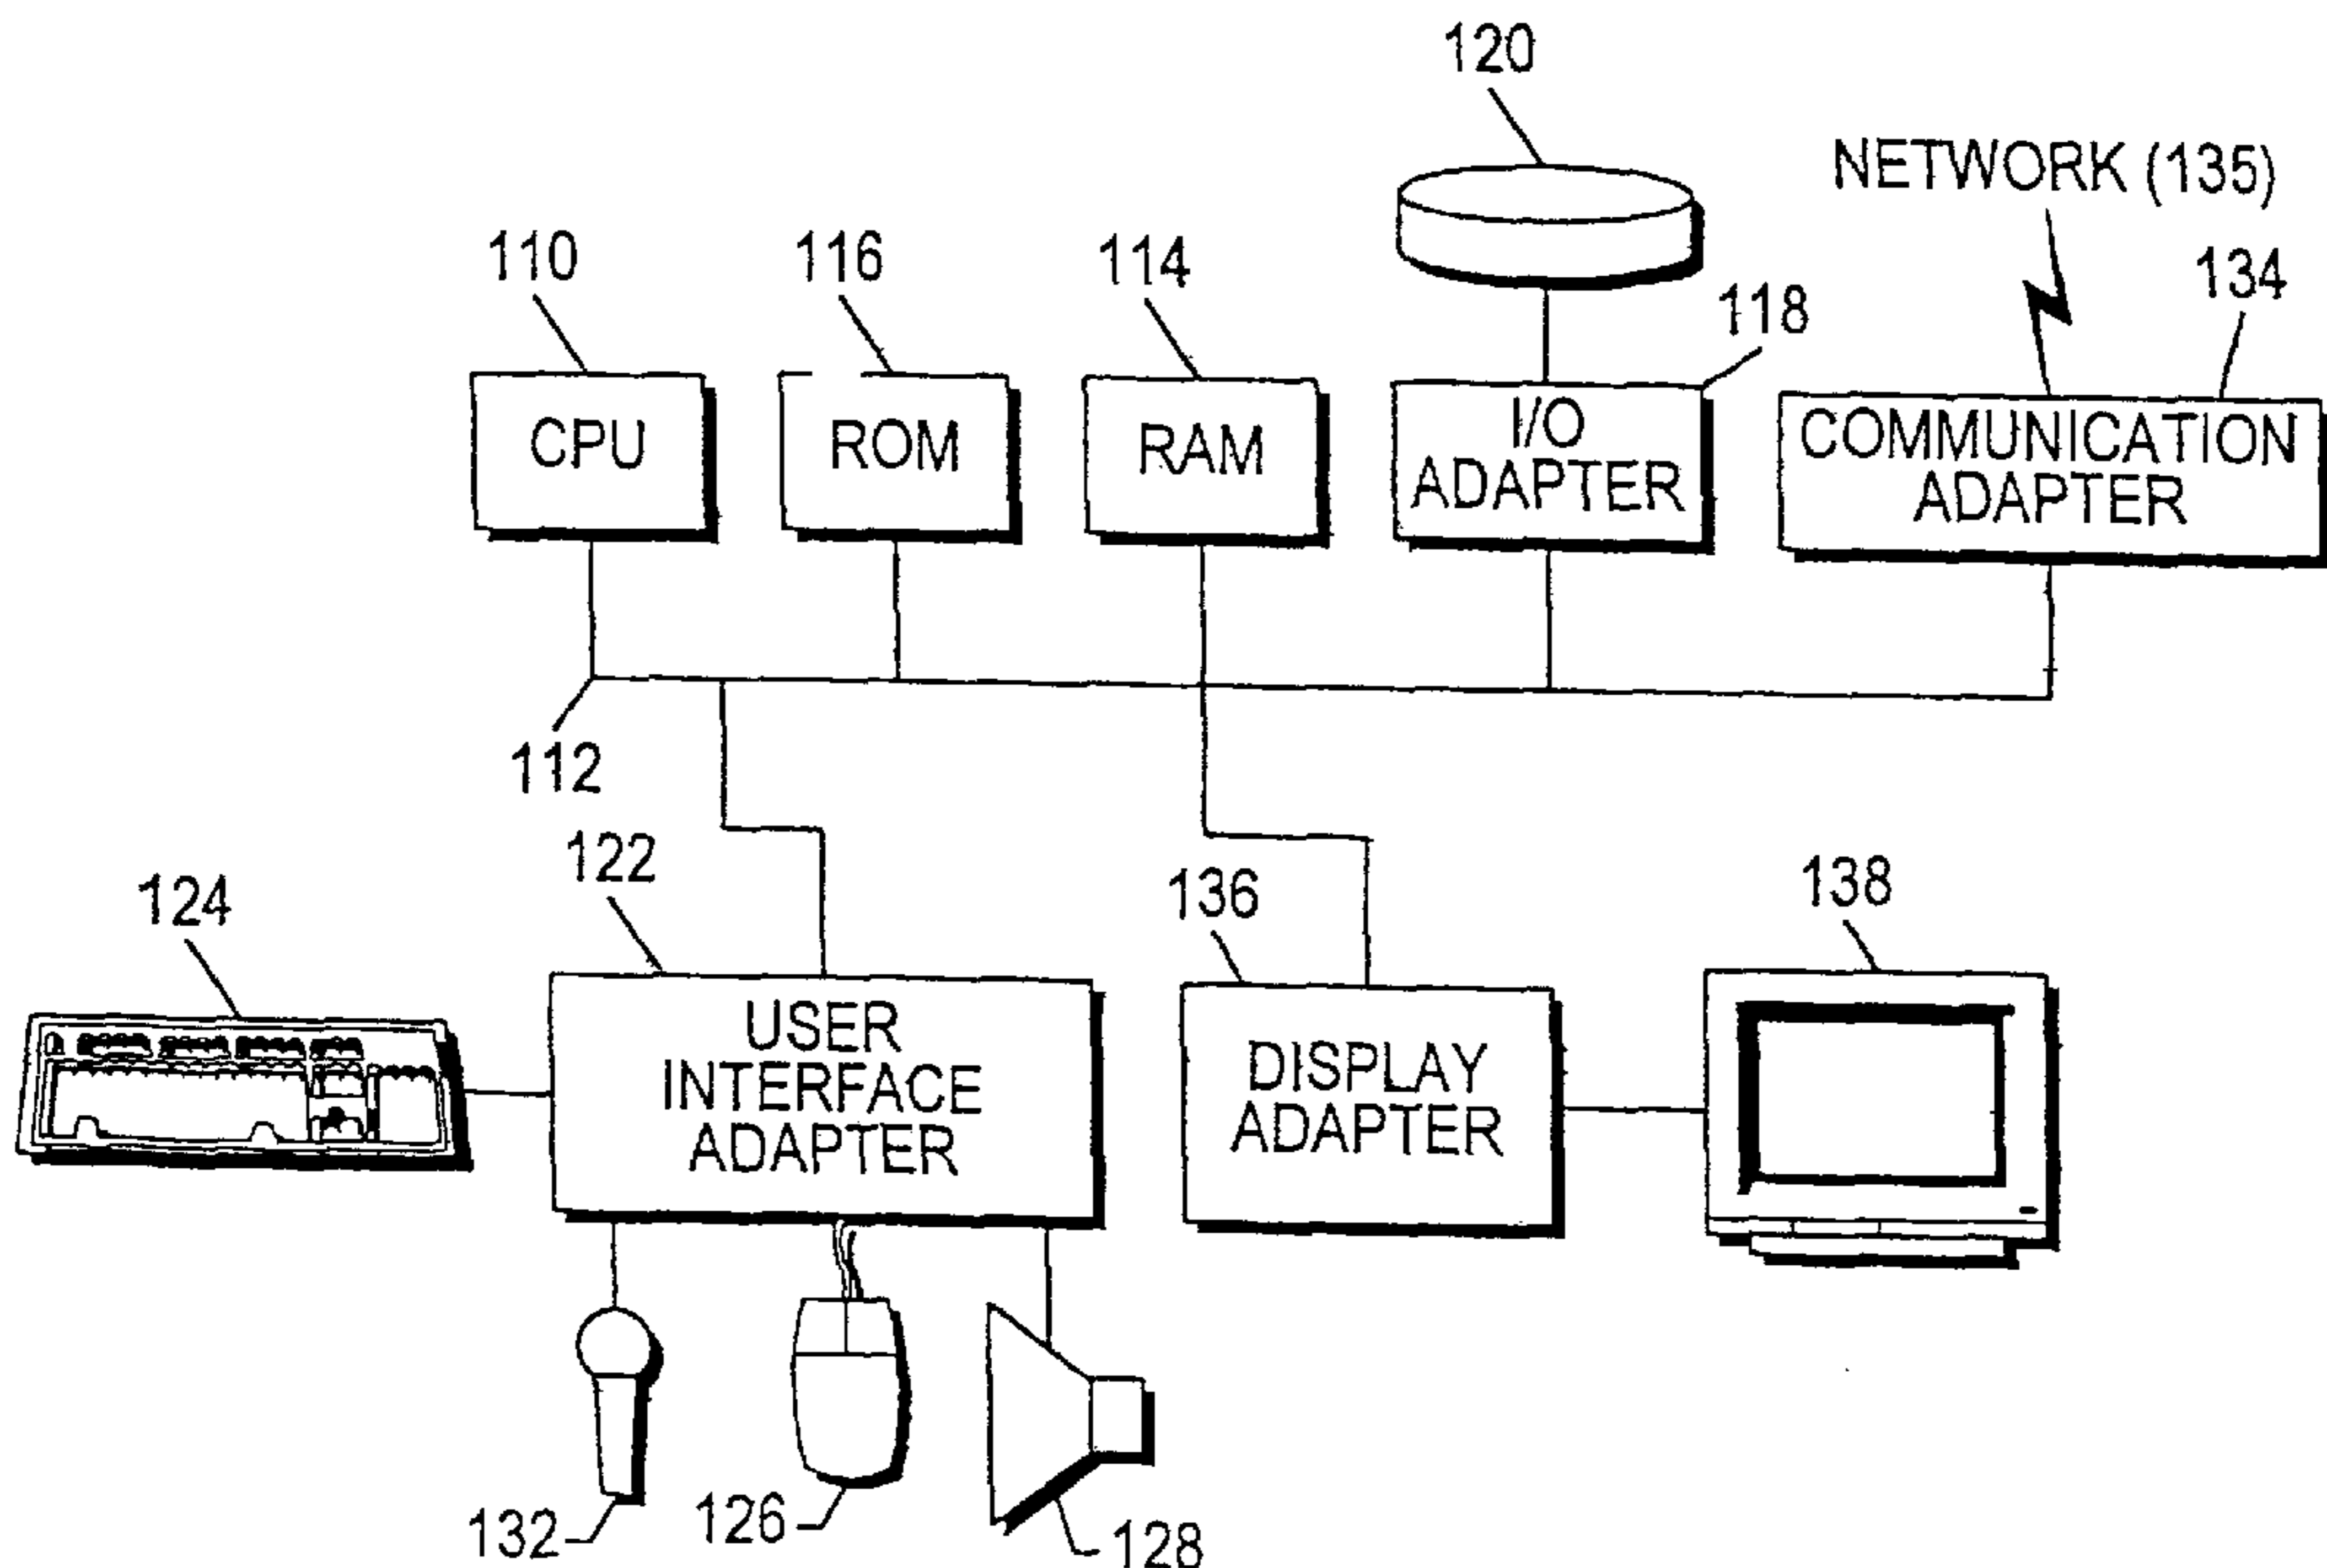 120
NETWORK (135)
110
116
114
118
134
CPU
ROM
RAM
I/O
ADAPTER
COMMUNICATION
ADAPTER
112
122
124
136
138
USER
INTERFACE
ADAPTER
DISPLAY
ADAPTER
132
126
128